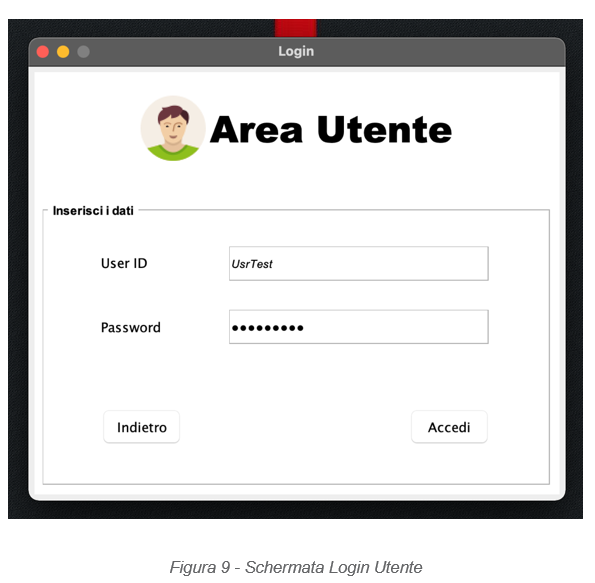 Login
Area Utente
Inserisci i dati
User ID
UsrTest
Password
●●●●●●●●●
Indietro
Accedi
Figura 9 - Schermata Login Utente